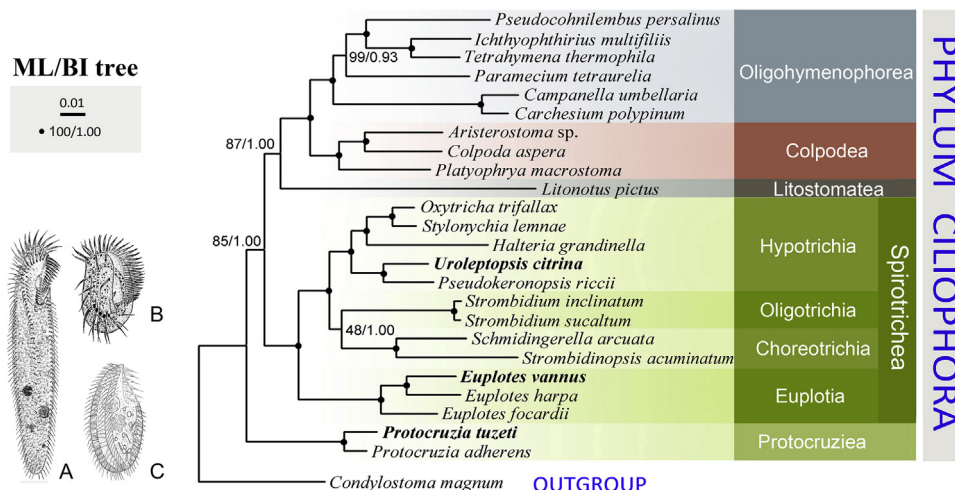 ML/BI tree
0.01
100/1.00
A
B
C
87/1.00
85/1.00
99/0.93
48/1.00
Pseudocohnilembus persalinus
Ichthyophthirius multifiliis
Tetrahymena thermophila
Paramecium tetraurelia
Campanella umbellaria
Carchesium polypinum
Aristerostoma sp.
Colpoda aspera
Platyophrya macrostoma
Litonotus pictus
Oxytricha trifallax
Stylonychia lemnae
Halteria grandinella
Uroleptopsis citrina
Pseudokeronopsis riccii
Strombidium inclinatum
Strombidium sucaltum
Schmidingerella arcuata
Strombidinopsis acuminatum
Euplotes vannus
Euplotes harpa
Euplotes focardii
Protocruzia tuzeti
Protocruzia adherens
Condylostoma magnum
OUTGROUP
Oligohymenophorea
Colpodea
Litostomatea
Hypotrichia
Oligotrichia
Choreotrichia
Euplotia
Protocruziea
Spirotrichea
PHYLUM CILIOPHORA